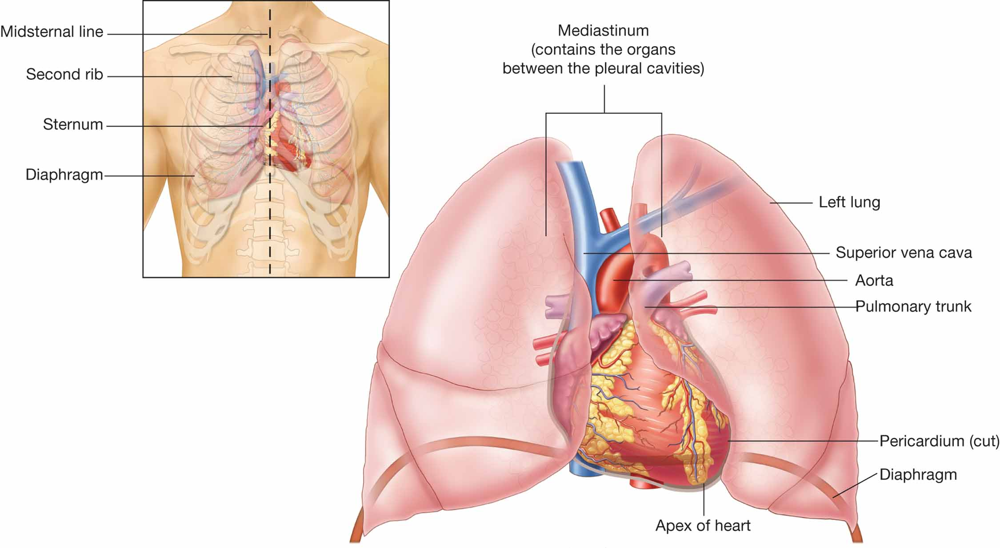 Midsternal line
Second rib
Sternum
Diaphragm
Mediastinum
(contains the organs
between the pleural cavities)
Left lung
Superior vena cava
Aorta
Pulmonary trunk
Pericardium (cut)
Diaphragm
Apex of heart